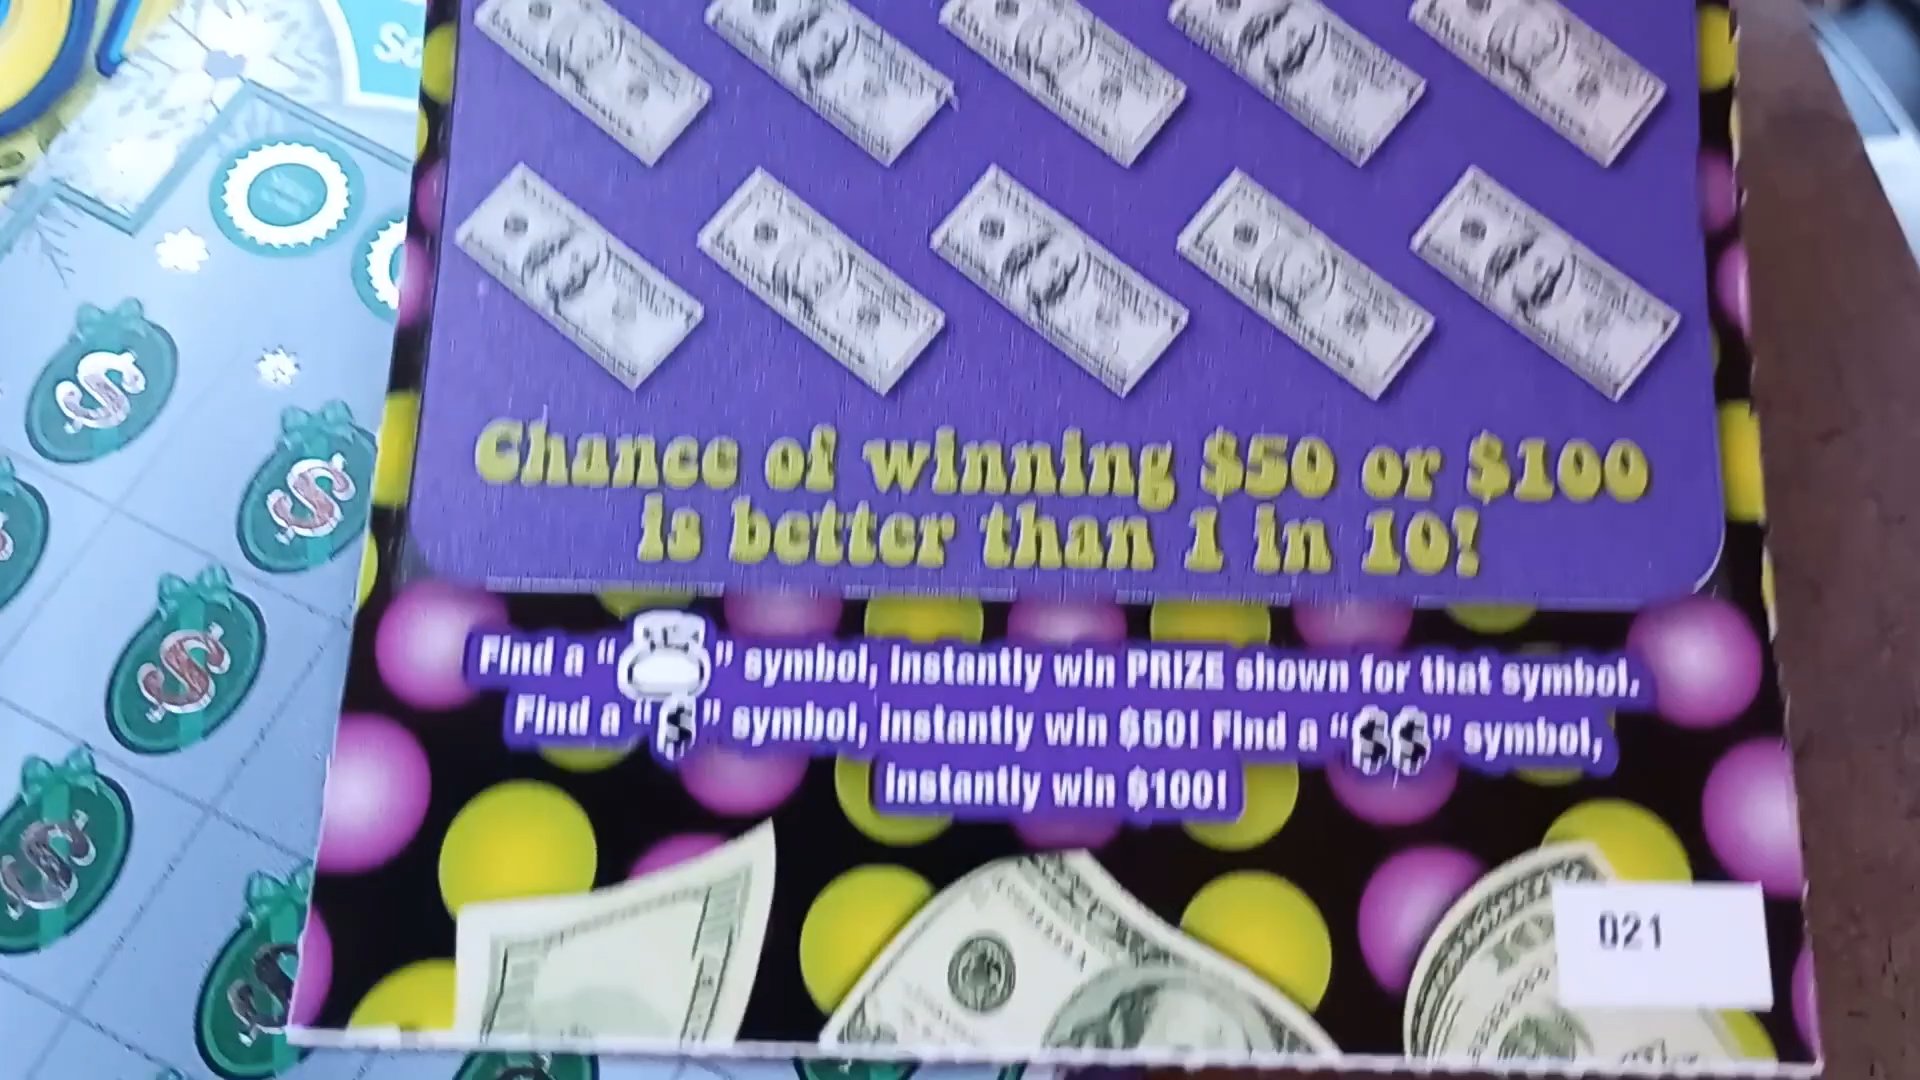 Chance of winning $50 or $100
is better than 1 in 10!
Find a " " symbol, instantly win PRIZE shown for that symbol.
Find a "$" symbol, instantly win $50! Find a "$$" symbol,
instantly win $100!
021